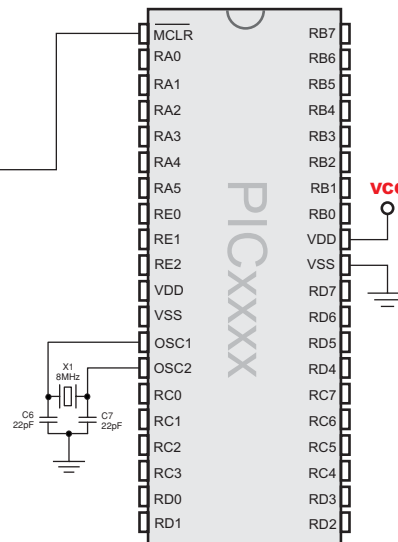 MCLR
RA0
RA1
RA2
RA3
RA4
RA5
RE0
RE1
RE2
VDD
VSS
OSC1
OSC2
RC0
RC1
RC2
RC3
RD0
RD1
PICxxxx
RB7
RB6
RB5
RB4
RB3
RB2
RB1
RB0
VDD
VSS
RD7
RD6
RD5
RD4
RC7
RC6
RC5
RC4
RD3
RD2
X1
8MHz
C6
22pF
C7
22pF